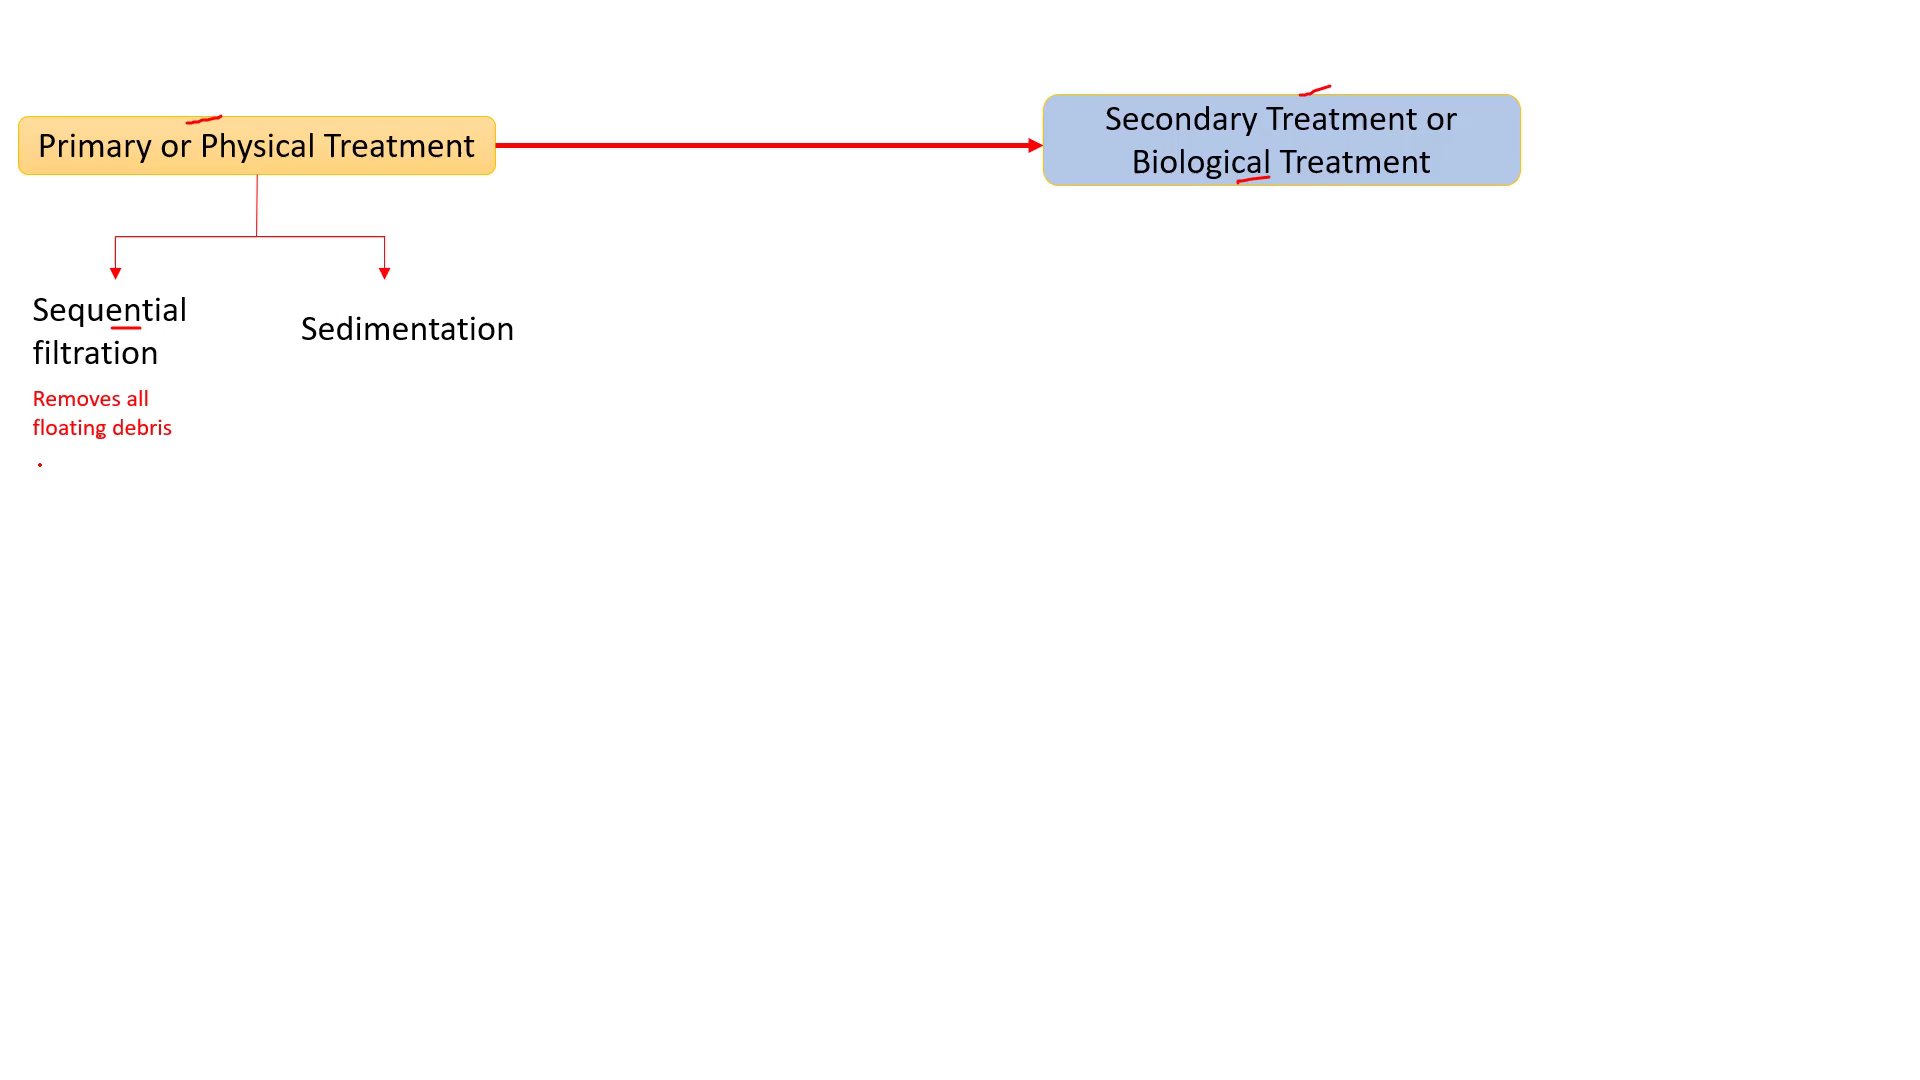 Primary or Physical Treatment
Secondary Treatment or
Biological Treatment
Sequential
filtration
Sedimentation
Removes all
floating debris